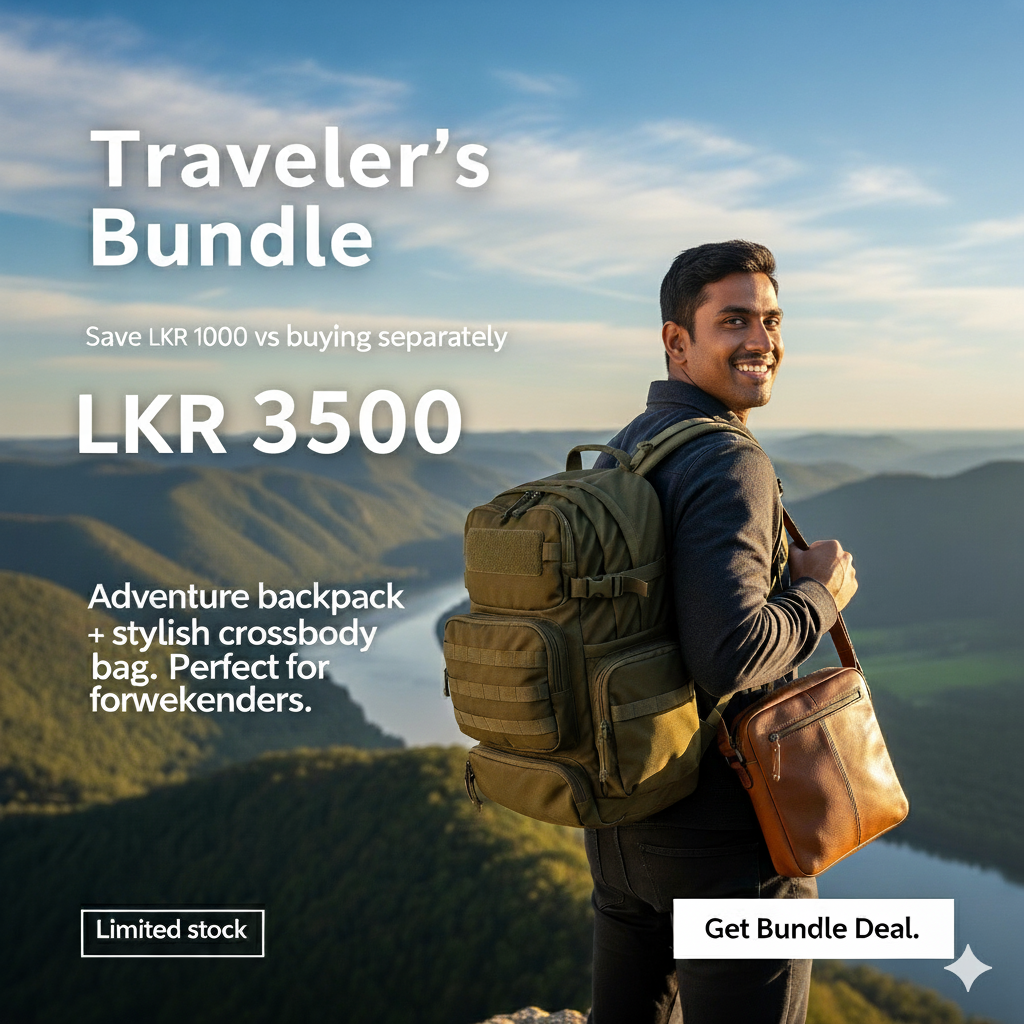 Traveler’s
Bundle
Save LKR 1000 vs buying separately
LKR 3500
Adventure backpack
+ stylish crossbody
bag. Perfect for
forwekenders.
Limited stock
Get Bundle Deal.